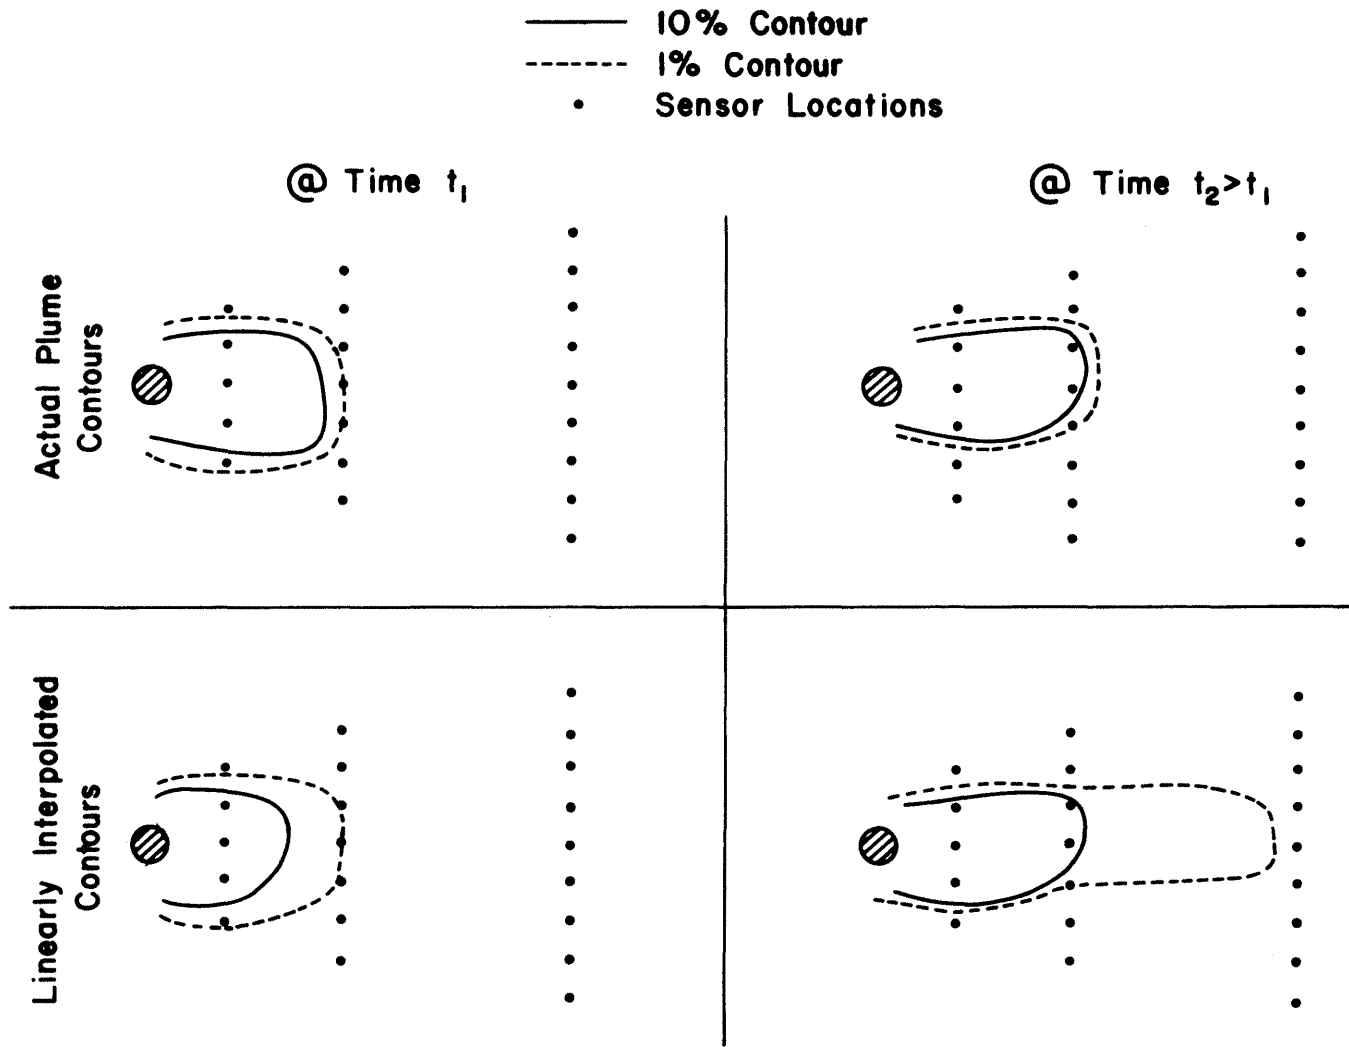 10% Contour
1% Contour
Sensor Locations
@ Time t₁
@ Time t₂>t₁
Actual Plume
Contours
Linearly Interpolated
Contours